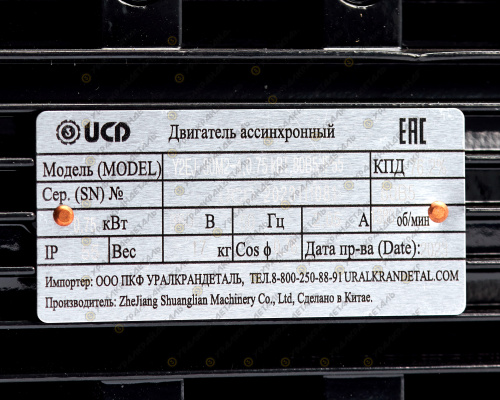 UCD Двигатель ассинхронный EAC
Модель (MODEL) КПД
Сер. (SN) №
кВт В Гц А об/мин
IP Вес кг Cos ф Дата пр-ва (Date):
Импортер: ООО ПКФ УРАЛКРАНДЕТАЛЬ, ТЕЛ.8-800-250-88-91 URALKRANDETAL.COM
Производитель: ZheJiang Shuanglian Machinery Co., Ltd, Сделано в Китае.